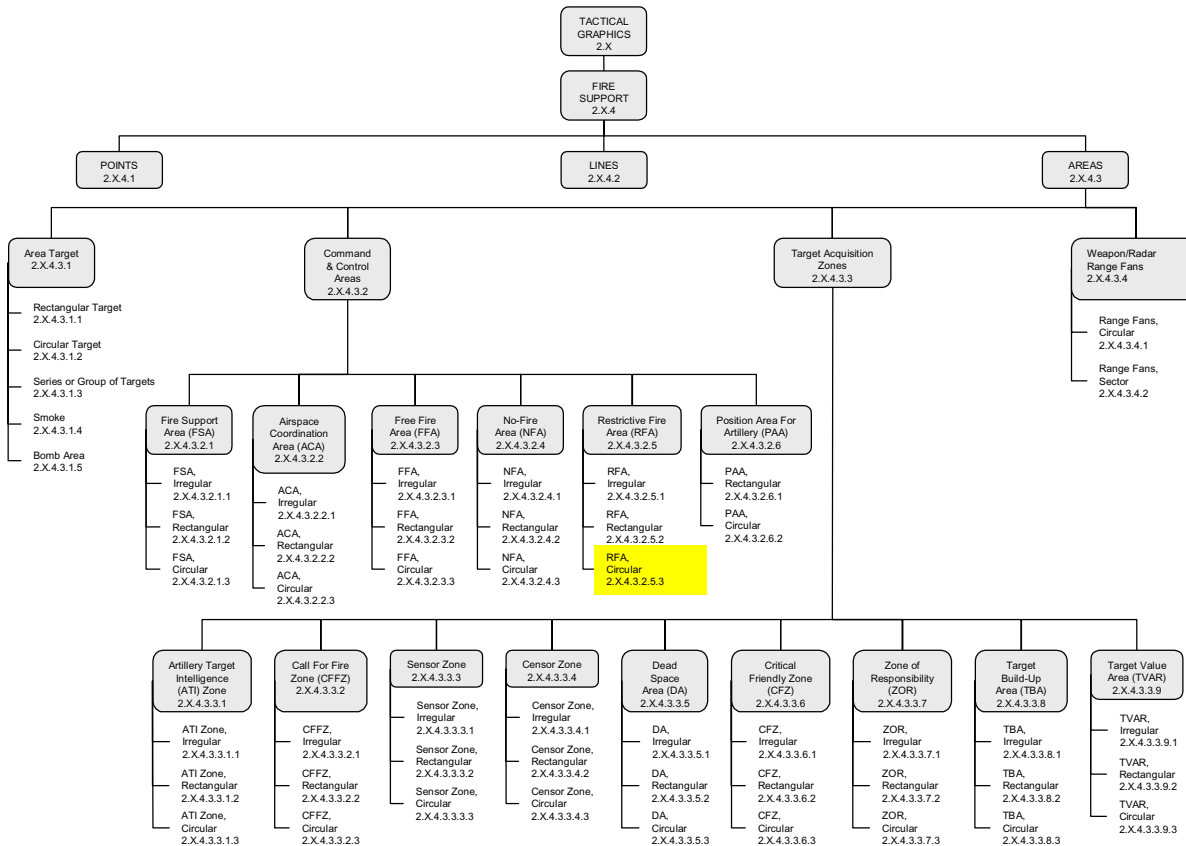 TACTICAL
GRAPHICS
2.X
FIRE
SUPPORT
2.X.4
POINTS
2.X.4.1
LINES
2.X.4.2
AREAS
2.X.4.3
Area Target
2.X.4.3.1
Rectangular Target
2.X.4.3.1.1
Circular Target
2.X.4.3.1.2
Series or Group of Targets
2.X.4.3.1.3
Smoke
2.X.4.3.1.4
Bomb Area
2.X.4.3.1.5
Command
& Control
Areas
2.X.4.3.2
Target Acquisition
Zones
2.X.4.3.3
Weapon/Radar
Range Fans
2.X.4.3.4
Range Fans,
Circular
2.X.4.3.4.1
Range Fans,
Sector
2.X.4.3.4.2
Fire Support
Area (FSA)
2.X.4.3.2.1
FSA,
Irregular
2.X.4.3.2.1.1
FSA,
Rectangular
2.X.4.3.2.1.2
FSA,
Circular
2.X.4.3.2.1.3
Airspace
Coordination
Area (ACA)
2.X.4.3.2.2
ACA,
Irregular
2.X.4.3.2.2.1
ACA,
Rectangular
2.X.4.3.2.2.2
ACA,
Circular
2.X.4.3.2.2.3
Free Fire
Area (FFA)
2.X.4.3.2.3
FFA,
Irregular
2.X.4.3.2.3.1
FFA,
Rectangular
2.X.4.3.2.3.2
FFA,
Circular
2.X.4.3.2.3.3
No-Fire
Area (NFA)
2.X.4.3.2.4
NFA,
Irregular
2.X.4.3.2.4.1
NFA,
Rectangular
2.X.4.3.2.4.2
NFA,
Circular
2.X.4.3.2.4.3
Restrictive Fire
Area (RFA)
2.X.4.3.2.5
RFA,
Irregular
2.X.4.3.2.5.1
RFA,
Rectangular
2.X.4.3.2.5.2
RFA,
Circular
2.X.4.3.2.5.3
Position Area For
Artillery (PAA)
2.X.4.3.2.6
PAA,
Rectangular
2.X.4.3.2.6.1
PAA,
Circular
2.X.4.3.2.6.2
Artillery Target
Intelligence
(ATI) Zone
2.X.4.3.3.1
ATI Zone,
Irregular
2.X.4.3.3.1.1
ATI Zone,
Rectangular
2.X.4.3.3.1.2
ATI Zone,
Circular
2.X.4.3.3.1.3
Call For Fire
Zone (CFFZ)
2.X.4.3.3.2
CFFZ,
Irregular
2.X.4.3.3.2.1
CFFZ,
Rectangular
2.X.4.3.3.2.2
CFFZ,
Circular
2.X.4.3.3.2.3
Sensor Zone
2.X.4.3.3.3
Sensor Zone,
Irregular
2.X.4.3.3.3.1
Sensor Zone,
Rectangular
2.X.4.3.3.3.2
Sensor Zone,
Circular
2.X.4.3.3.3.3
Censor Zone
2.X.4.3.3.4
Censor Zone,
Irregular
2.X.4.3.3.4.1
Censor Zone,
Rectangular
2.X.4.3.3.4.2
Censor Zone,
Circular
2.X.4.3.3.4.3
Dead
Space
Area (DA)
2.X.4.3.3.5
DA,
Irregular
2.X.4.3.3.5.1
DA,
Rectangular
2.X.4.3.3.5.2
DA,
Circular
2.X.4.3.3.5.3
Critical
Friendly Zone
(CFZ)
2.X.4.3.3.6
CFZ,
Irregular
2.X.4.3.3.6.1
CFZ,
Rectangular
2.X.4.3.3.6.2
CFZ,
Circular
2.X.4.3.3.6.3
Zone of
Responsibility
(ZOR)
2.X.4.3.3.7
ZOR,
Irregular
2.X.4.3.3.7.1
ZOR,
Rectangular
2.X.4.3.3.7.2
ZOR,
Circular
2.X.4.3.3.7.3
Target
Build-Up
Area (TBA)
2.X.4.3.3.8
TBA,
Irregular
2.X.4.3.3.8.1
TBA,
Rectangular
2.X.4.3.3.8.2
TBA,
Circular
2.X.4.3.3.8.3
Target Value
Area (TVAR)
2.X.4.3.3.9
TVAR,
Irregular
2.X.4.3.3.9.1
TVAR,
Rectangular
2.X.4.3.3.9.2
TVAR,
Circular
2.X.4.3.3.9.3